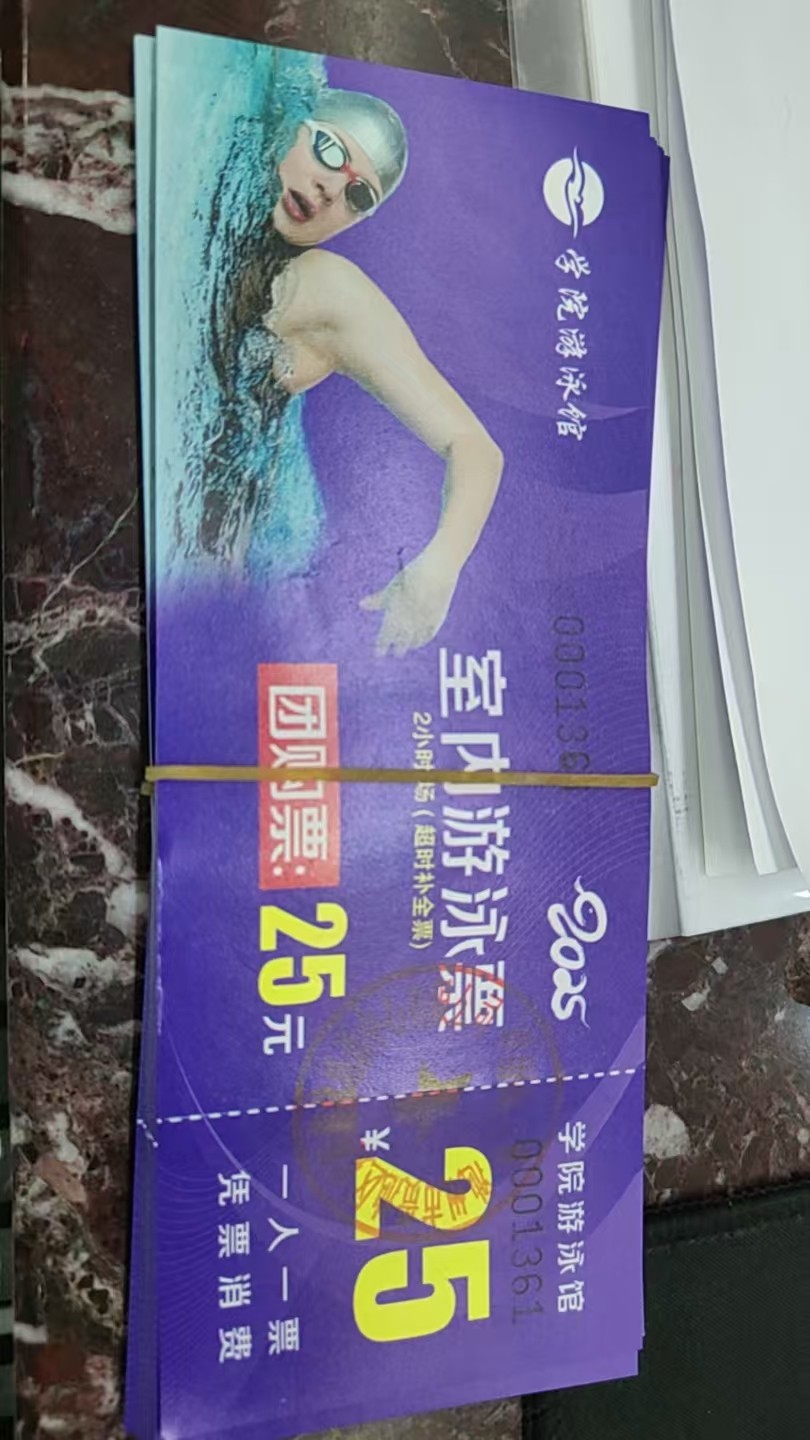 学院游泳馆
000136
2025
室内游泳票
2小时 场(超时补全票)
团购票:25元
学院游泳馆
0001361
¥25
一人一票
凭票消费